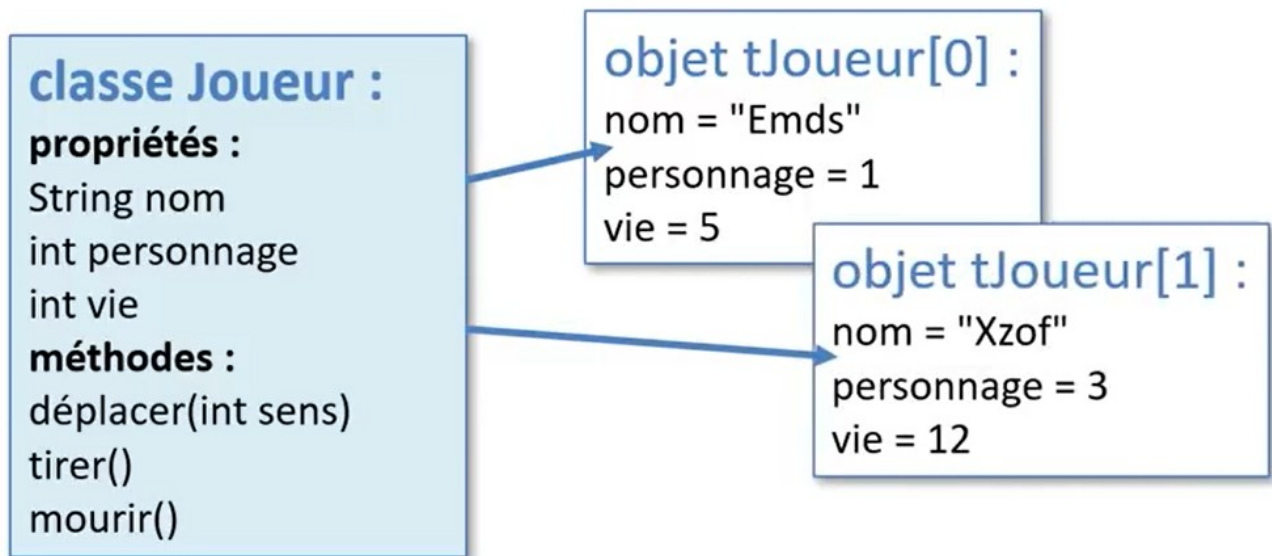 classe Joueur :
propriétés :
String nom
int personnage
int vie
méthodes :
déplacer(int sens)
tirer()
mourir()
objet tJoueur[0] :
nom = "Emds"
personnage = 1
vie = 5
objet tJoueur[1] :
nom = "Xzof"
personnage = 3
vie = 12